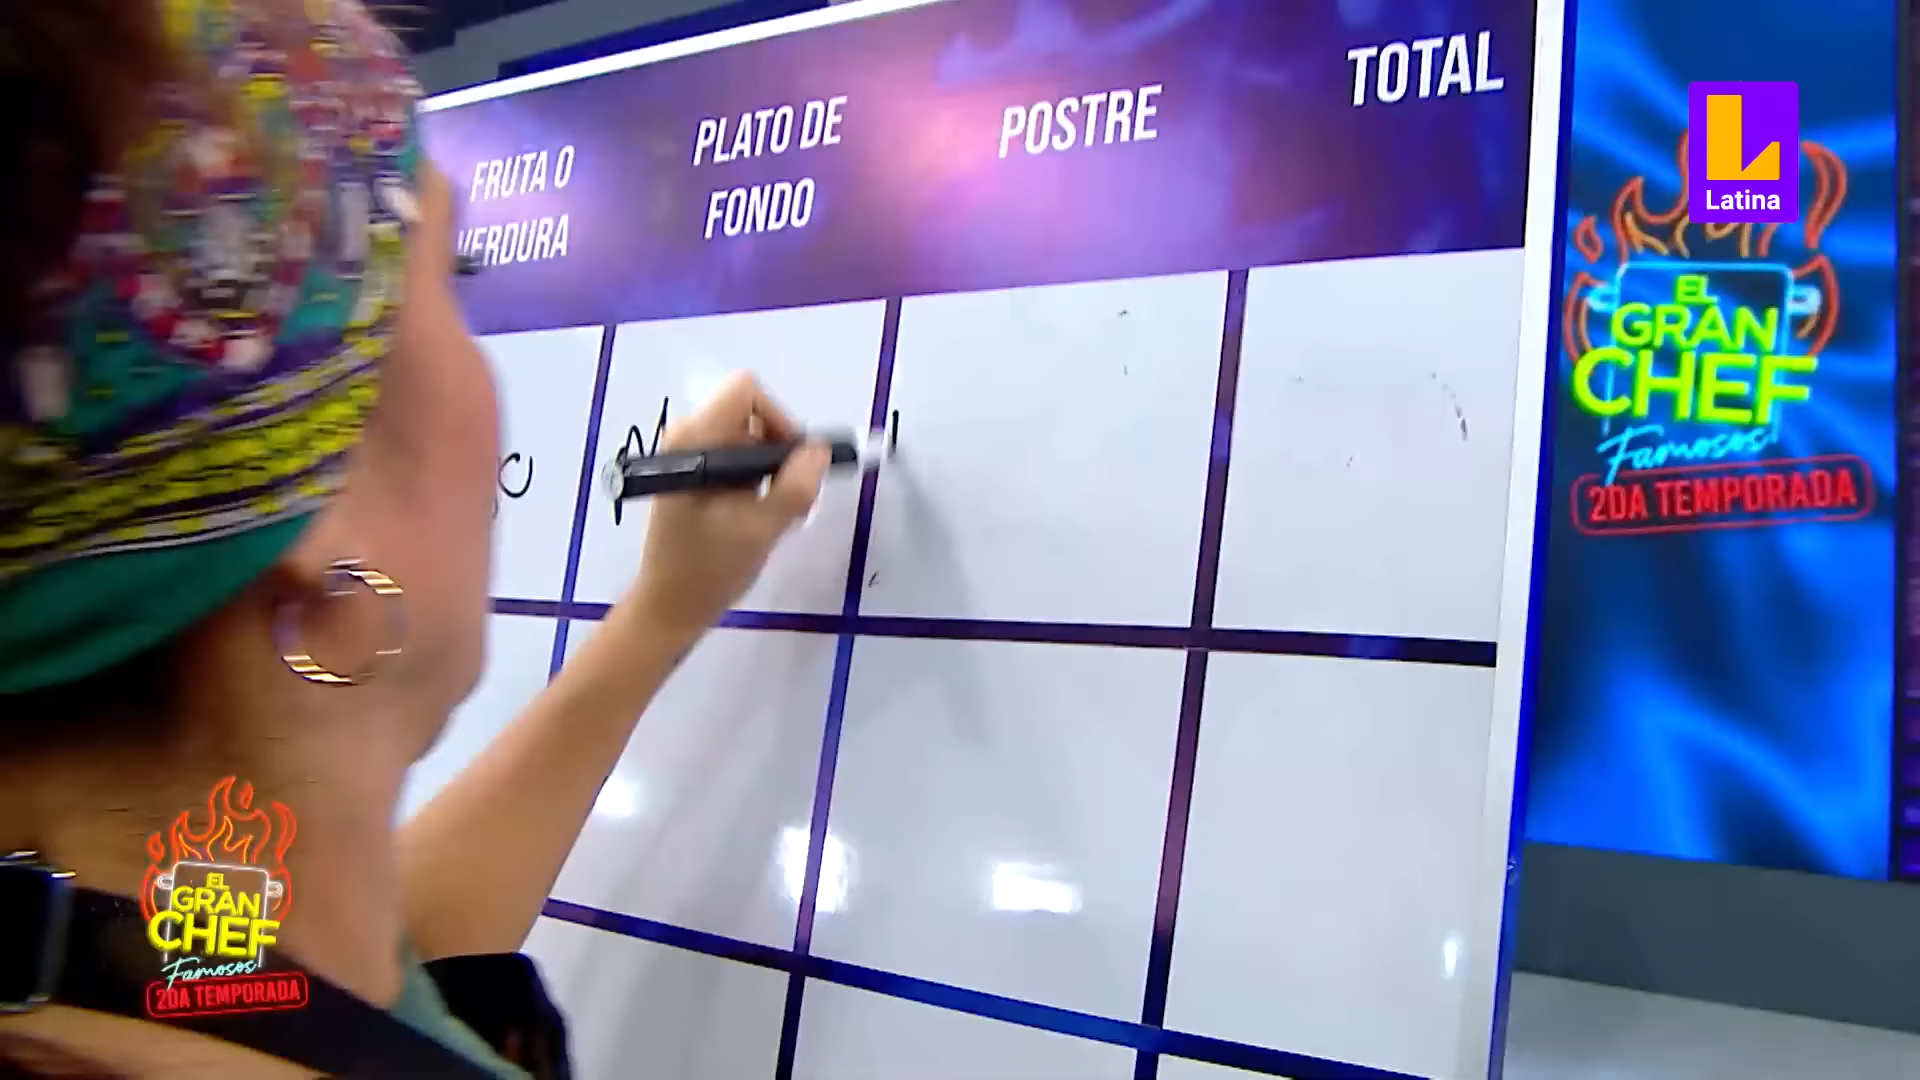 FRUTA O
VERDURA
PLATO DE
FONDO
POSTRE
TOTAL
Latina
EL
GRAN
CHEF
Famosos
2DA TEMPORADA
EL
GRAN
CHEF
Famosos
2DA TEMPORADA